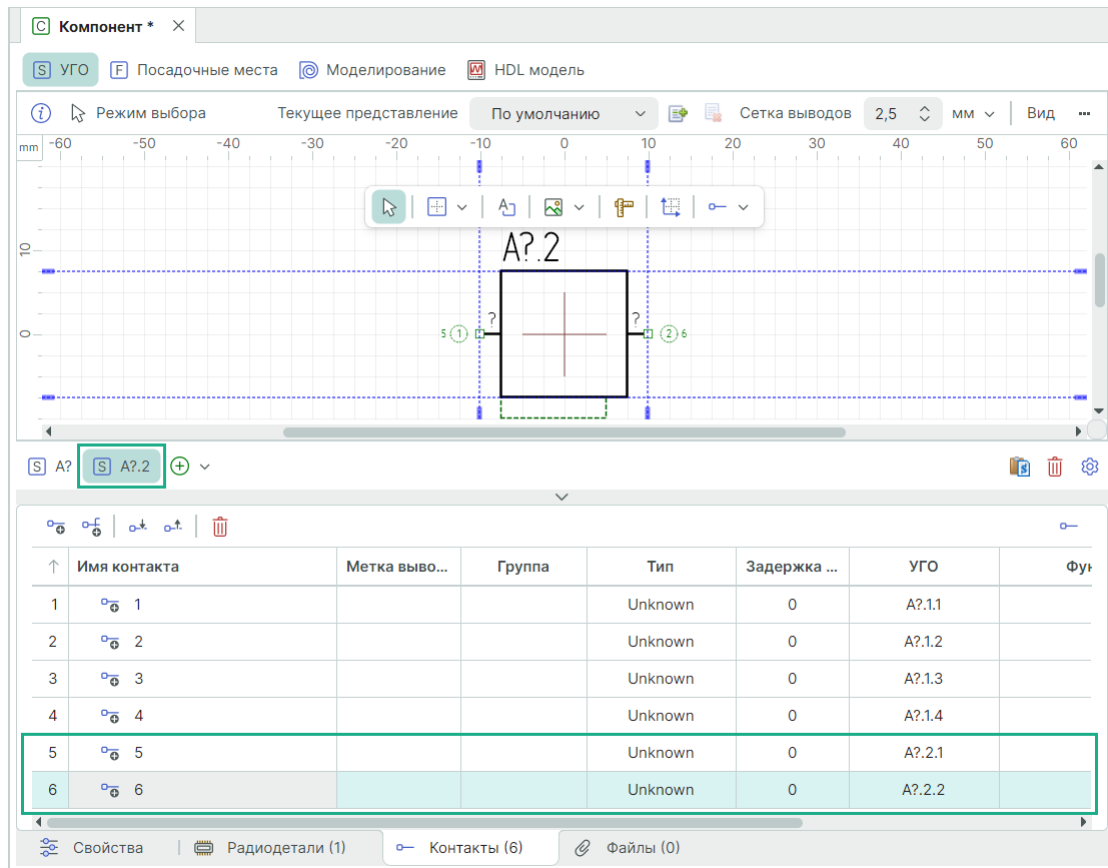 C Компонент *
S УГО F Посадочные места Моделирование HDL модель
Режим выбора Текущее представление По умолчанию Сетка выводов 2,5 мм Вид
mm -60 -50 -40 -30 -20 -10 0 10 20 30 40 50 60
A?.2
10
? ?
0 5 1 2 6
S A? S A?.2
Имя контакта Метка выво... Группа Тип Задержка ... УГО Фун
1 1 Unknown 0 A?.1.1
2 2 Unknown 0 A?.1.2
3 3 Unknown 0 A?.1.3
4 4 Unknown 0 A?.1.4
5 5 Unknown 0 A?.2.1
6 6 Unknown 0 A?.2.2
Свойства Радиодетали (1) Контакты (6) Файлы (0)